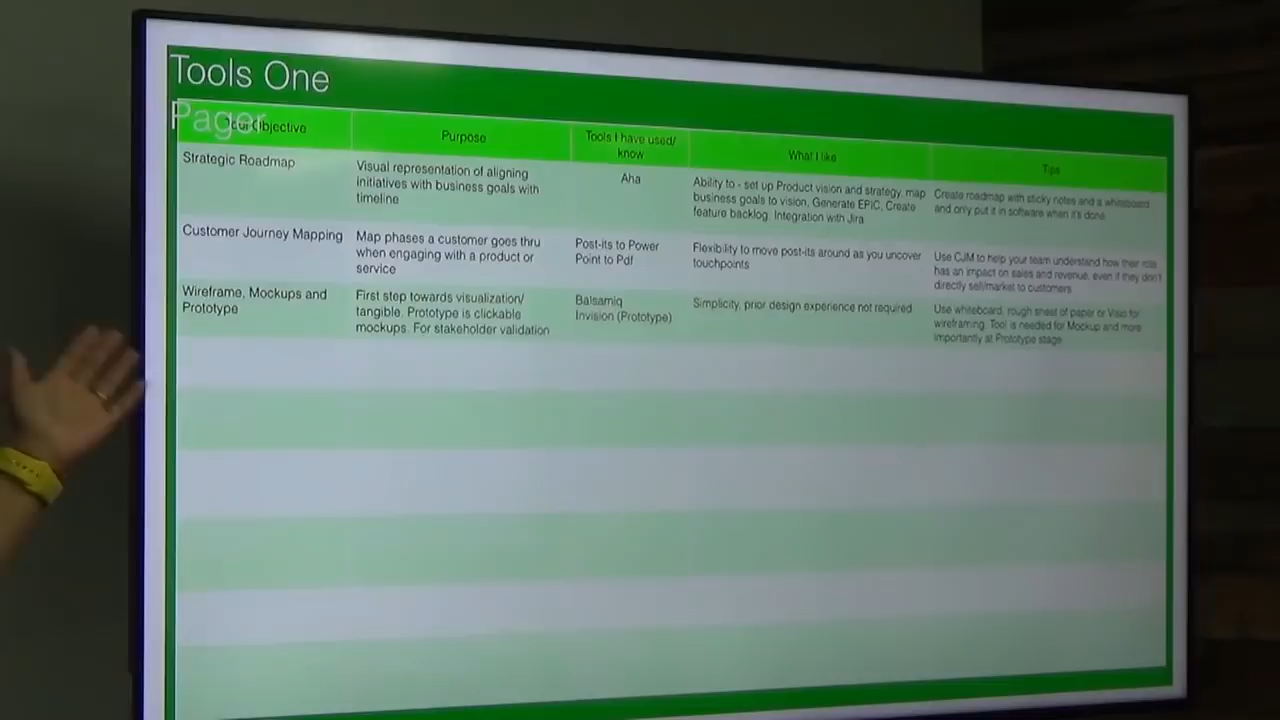 Tools One
Pager
Your Objective
Purpose
Tools I have used/
know
What I like
Tips
Strategic Roadmap
Visual representation of aligning
initiatives with business goals with
timeline
Aha
Ability to - set up Product vision and strategy, map
business goals to vision, Generate EPIC, Create
feature backlog. Integration with Jira
Create roadmap with sticky notes and a whiteboard
and only put it in software when it's done
Customer Journey Mapping
Map phases a customer goes thru
when engaging with a product or
service
Post-its to Power
Point to Pdf
Flexibility to move post-its around as you uncover
touchpoints
Use CJM to help your team understand how their role
has an impact on sales and revenue, even if they don't
directly sell/market to customers
Wireframe, Mockups and
Prototype
First step towards visualization/
tangible. Prototype is clickable
mockups. For stakeholder validation
Balsamiq
Invision (Prototype)
Simplicity, prior design experience not required
Use whiteboard, rough sheet of paper or Visio for
wireframing. Tool is needed for Mockup and more
importantly at Prototype stage